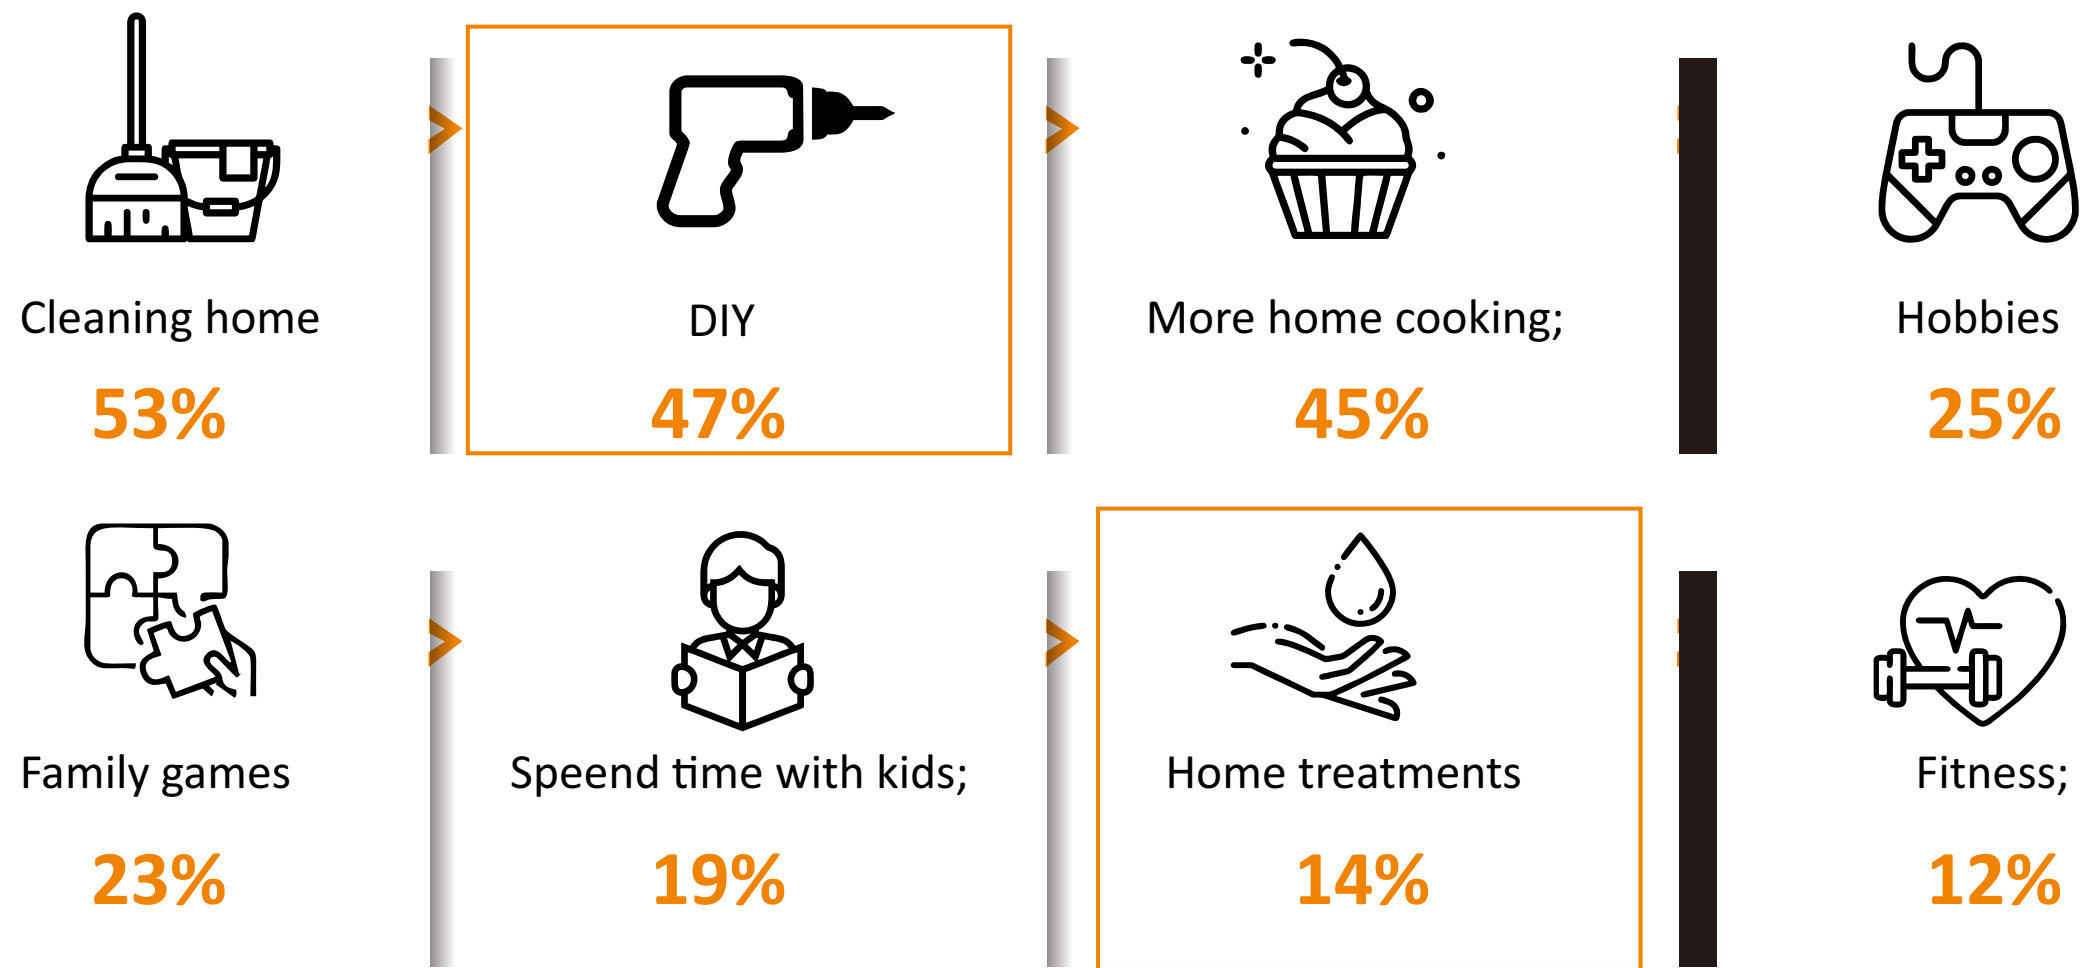 Cleaning home
53%
DIY
47%
More home cooking;
45%
Hobbies
25%
Family games
23%
Speend time with kids;
19%
Home treatments
14%
Fitness;
12%